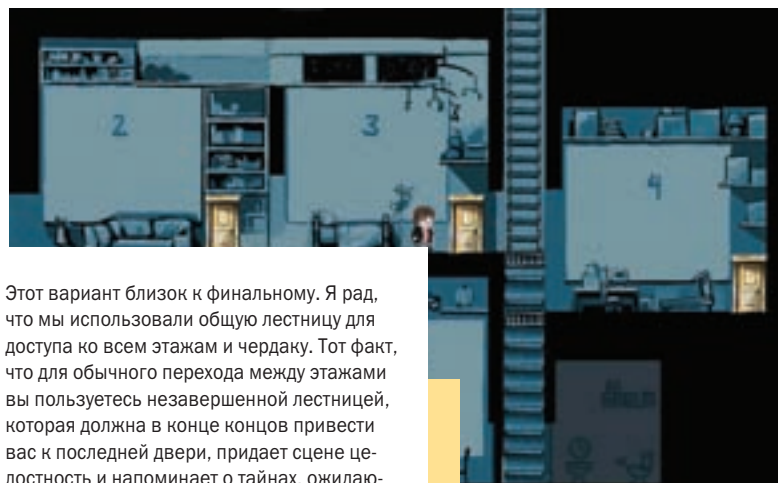 2
3
4
Этот вариант близок к финальному. Я рад,
что мы использовали общую лестницу для
доступа ко всем этажам и чердаку. Тот факт,
что для обычного перехода между этажами
вы пользуетесь незавершенной лестницей,
которая должна в конце концов привести
вас к последней двери, придает сцене це-
лостность и напоминает о тайнах, ожидаю-